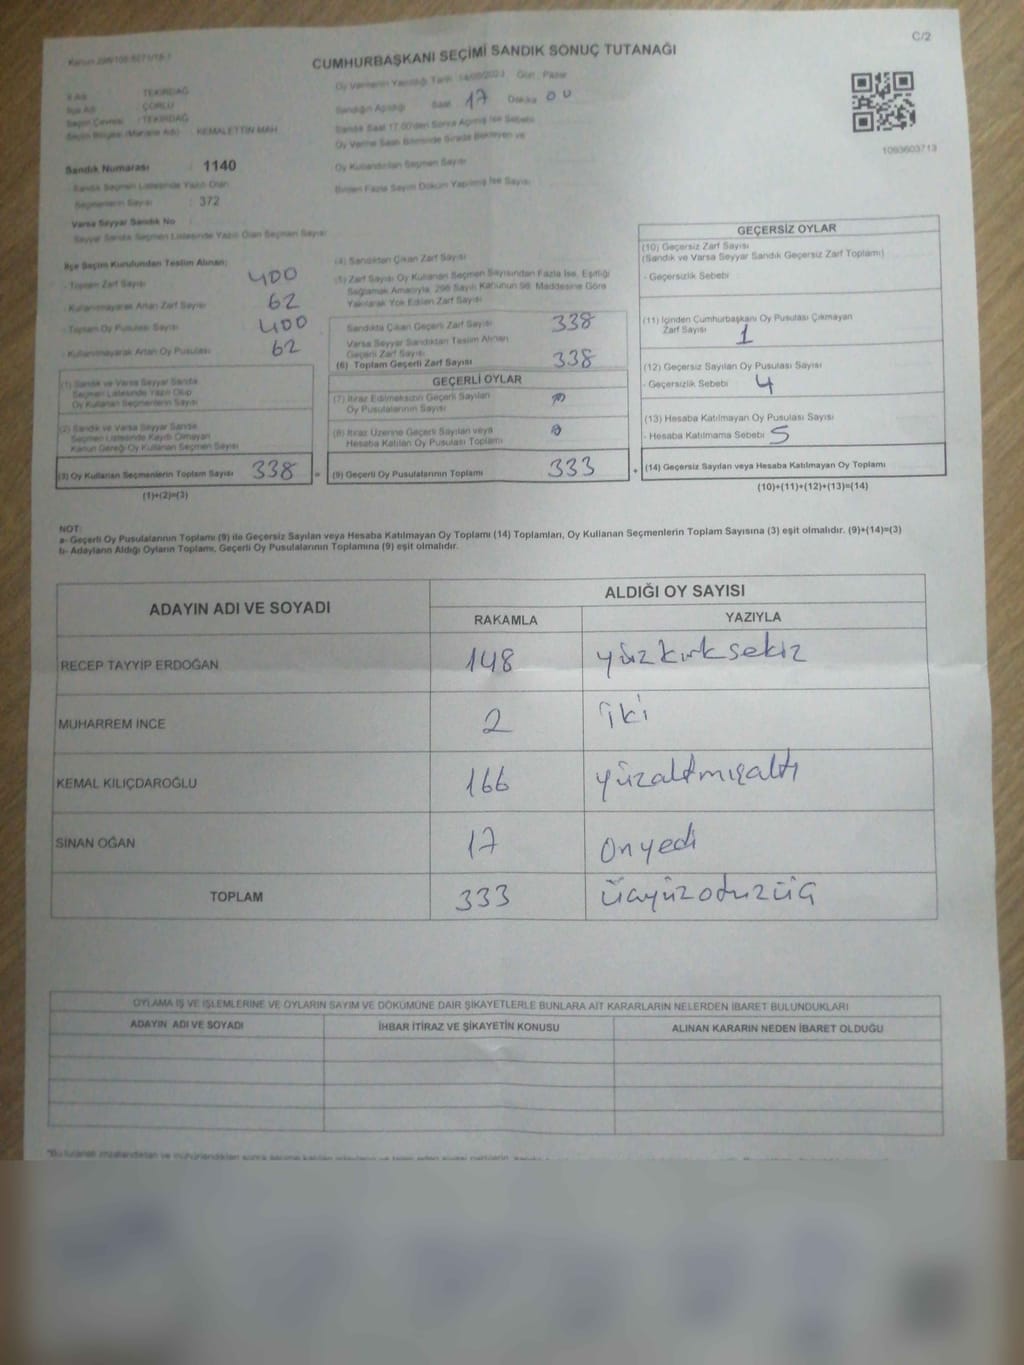 C/2
CUMHURBAŞKANI SEÇİMİ SANDIK SONUÇ TUTANAĞI
İl Adı : TEKİRDAĞ
İlçe Adı : ÇORLU
Seçim Çevresi : TEKİRDAĞ
Seçim Bölgesi (Mahalle Adı) : KEMALETTİN MAH
Sandık Numarası : 1140
Sandık Seçmen Listesinde Yazılı Olan
Seçmenlerin Sayısı : 372
Varsa Seyyar Sandık No
Seyyar Sandık Seçmen Listesinde Yazılı Olan Seçmen Sayısı
Oy Vermenin Yapıldığı Tarih : 14/05/2023 Gün : Pazar
Sandığın Açıldığı Saat 17 Dakika 00
Sandık Saat 17.00'den Sonra Açılmış İse Sebebi
Oy Verme Saati Bitiminde Sırada Bekleyen ve
Oy Kullandırılan Seçmen Sayısı
Birden Fazla Sayım Döküm Yapılmış İse Sayısı
1093603713
İlçe Seçim Kurulundan Teslim Alınan;
- Toplam Zarf Sayısı 400
- Kullanılmayarak Artan Zarf Sayısı 62
- Toplam Oy Pusulası Sayısı 400
- Kullanılmayarak Artan Oy Pusulası 62
(1) Sandık ve Varsa Seyyar Sandık
Seçmen Listesinde Yazılı Olup
Oy Kullanan Seçmenlerin Sayısı
(2) Sandık ve Varsa Seyyar Sandık
Seçmen Listesinde Kaydı Olmayan
Kanun Gereği Oy Kullanan Seçmen Sayısı
(3) Oy Kullanan Seçmenlerin Toplam Sayısı 338
(1)+(2)=(3)
(4) Sandıktan Çıkan Zarf Sayısı
(5) Zarf Sayısı Oy Kullanan Seçmen Sayısından Fazla İse, Eşitliği
Sağlamak Amacıyla, 298 Sayılı Kanunun 98. Maddesine Göre
Yakılarak Yok Edilen Zarf Sayısı
Sandıkta Çıkan Geçerli Zarf Sayısı 338
Varsa Seyyar Sandıktan Teslim Alınan
Geçerli Zarf Sayısı
(6) Toplam Geçerli Zarf Sayısı 338
GEÇERLİ OYLAR
(7) İtiraz Edilmeksizin Geçerli Sayılan
Oy Pusulalarının Sayısı
(8) İtiraz Üzerine Geçerli Sayılan veya
Hesaba Katılan Oy Pusulası Toplamı
= (9) Geçerli Oy Pusulalarının Toplamı 333
GEÇERSİZ OYLAR
(10) Geçersiz Zarf Sayısı
(Sandık ve Varsa Seyyar Sandık Geçersiz Zarf Toplamı)
- Geçersizlik Sebebi
(11) İçinden Cumhurbaşkanı Oy Pusulası Çıkmayan
Zarf Sayısı 1
(12) Geçersiz Sayılan Oy Pusulası Sayısı
- Geçersizlik Sebebi 4
(13) Hesaba Katılmayan Oy Pusulası Sayısı
- Hesaba Katılmama Sebebi 5
+ (14) Geçersiz Sayılan veya Hesaba Katılmayan Oy Toplamı
(10)+(11)+(12)+(13)=(14)
NOT:
a- Geçerli Oy Pusulalarının Toplamı (9) ile Geçersiz Sayılan veya Hesaba Katılmayan Oy Toplamı (14) Toplamları, Oy Kullanan Seçmenlerin Toplam Sayısına (3) eşit olmalıdır. (9)+(14)=(3)
b- Adayların Aldığı Oyların Toplamı, Geçerli Oy Pusulalarının Toplamına (9) eşit olmalıdır.
ADAYIN ADI VE SOYADI ALDIĞI OY SAYISI
RAKAMLA YAZIYLA
RECEP TAYYİP ERDOĞAN 148 yüzkırksekiz
MUHARREM İNCE 2 iki
KEMAL KILIÇDAROĞLU 166 yüzaltmışaltı
SİNAN OĞAN 17 onyedi
TOPLAM 333 üçyüzotuzüç
OYLAMA İŞ VE İŞLEMLERİNE VE OYLARIN SAYIM VE DÖKÜMÜNE DAİR ŞİKAYETLERLE BUNLARA AİT KARARLARIN NELERDEN İBARET BULUNDUKLARI
ADAYIN ADI VE SOYADI İHBAR İTİRAZ VE ŞİKAYETİN KONUSU ALINAN KARARIN NEDEN İBARET OLDUĞU